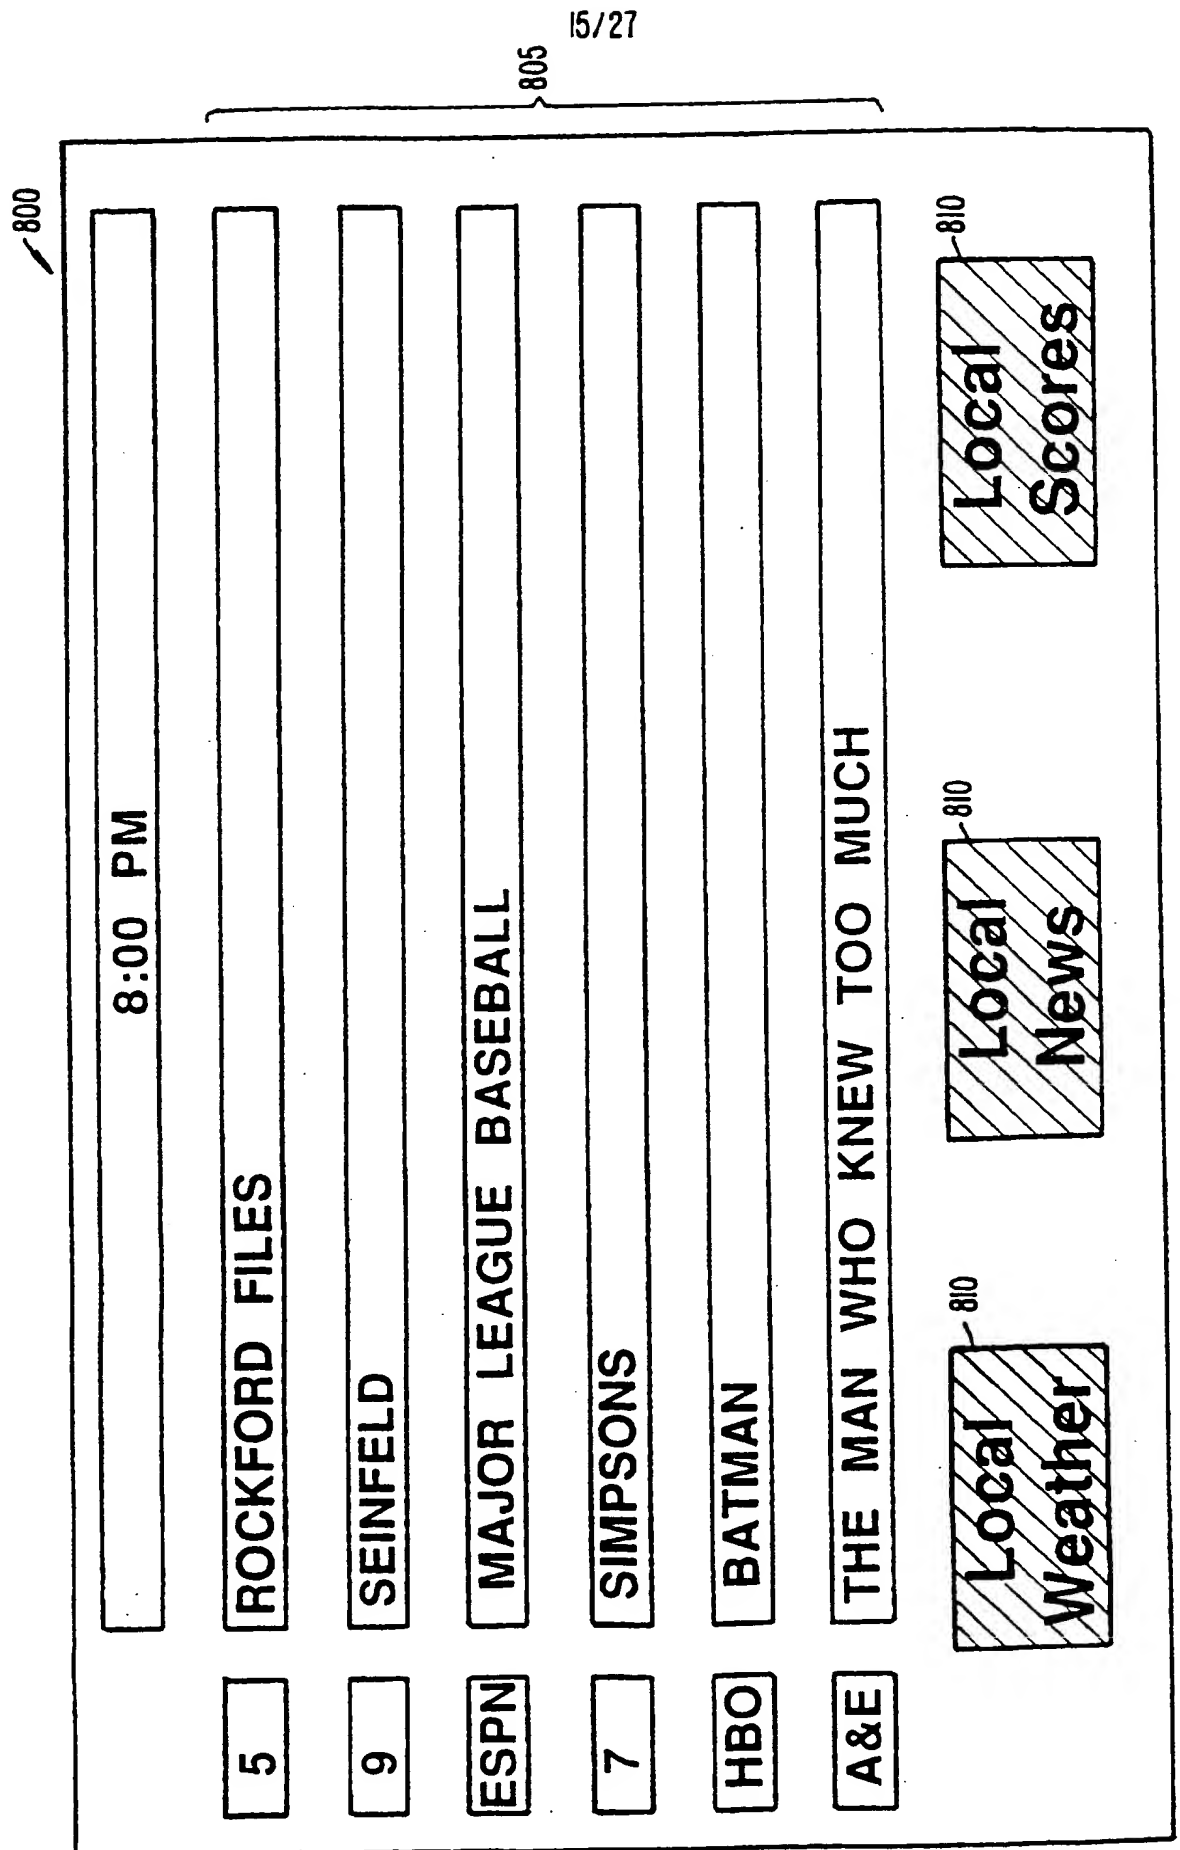 15/27
800
8:00 PM
805
5 ROCKFORD FILES
9 SEINFELD
ESPN MAJOR LEAGUE BASEBALL
7 SIMPSONS
HBO BATMAN
A&E THE MAN WHO KNEW TOO MUCH
810 810 810
Local Weather
Local News
Local Scores